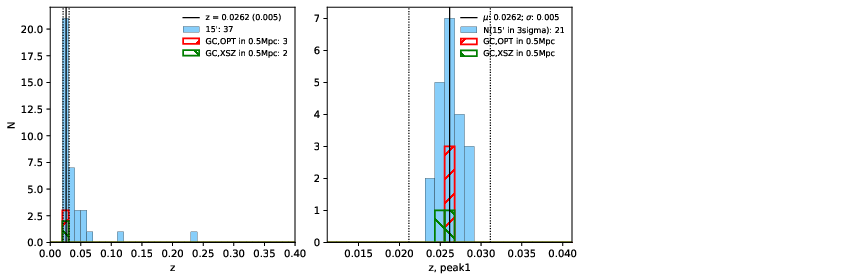 z = 0.0262 (0.005)
15': 37
GC,OPT in 0.5Mpc: 3
GC,XSZ in 0.5Mpc: 2
N
20.0
17.5
15.0
12.5
10.0
7.5
5.0
2.5
0.0
0.00 0.05 0.10 0.15 0.20 0.25 0.30 0.35 0.40
z
μ: 0.0262; σ: 0.005
N(15' in 3sigma): 21
GC,OPT in 0.5Mpc
GC,XSZ in 0.5Mpc
7
6
5
4
3
2
1
0
0.015 0.020 0.025 0.030 0.035 0.040
z, peak1